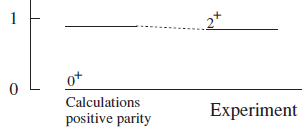 1
2+
0+
0
Calculations
positive parity
Experiment